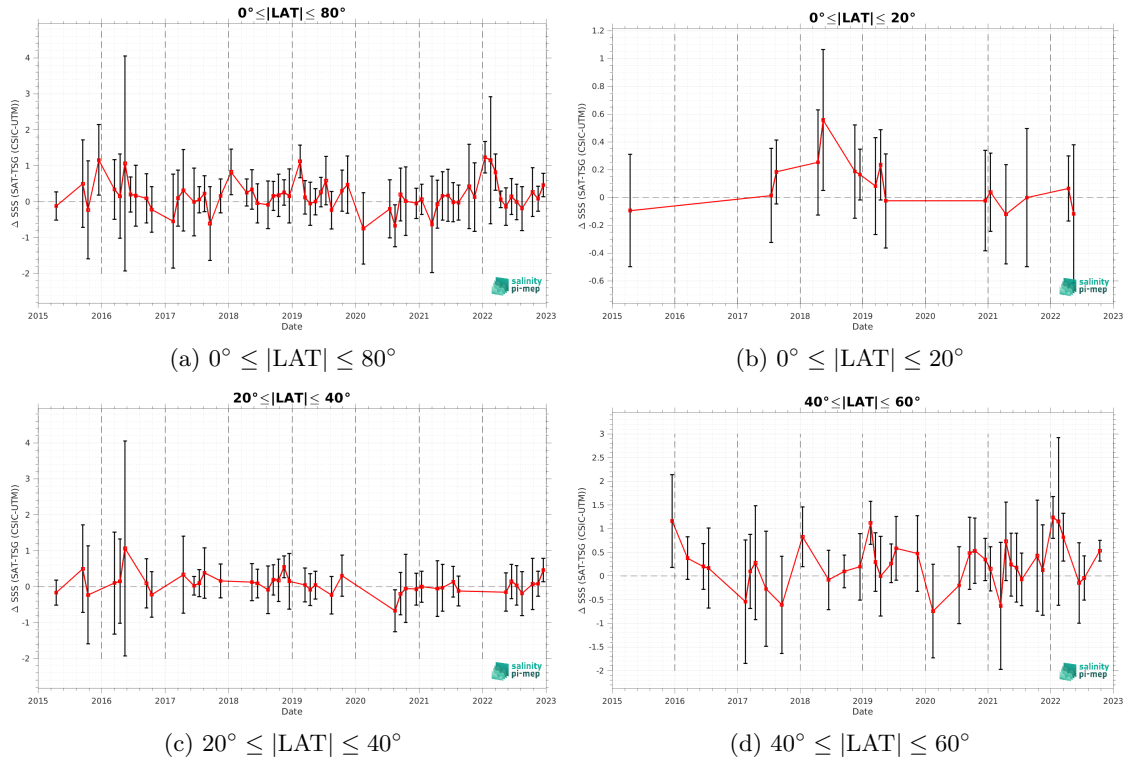 0°≤|LAT|≤ 80°
Δ SSS (SAT-TSG (CSIC-UTM))
4
3
2
1
0
-1
-2
2015 2016 2017 2018 2019 2020 2021 2022 2023
Date
salinity
pi-mep
(a) 0° ≤ |LAT| ≤ 80°
0°≤|LAT|≤ 20°
Δ SSS (SAT-TSG (CSIC-UTM))
1.2
1
0.8
0.6
0.4
0.2
0
-0.2
-0.4
-0.6
2015 2016 2017 2018 2019 2020 2021 2022 2023
Date
salinity
pi-mep
(b) 0° ≤ |LAT| ≤ 20°
20°≤|LAT|≤ 40°
Δ SSS (SAT-TSG (CSIC-UTM))
4
3
2
1
0
-1
-2
2015 2016 2017 2018 2019 2020 2021 2022 2023
Date
salinity
pi-mep
(c) 20° ≤ |LAT| ≤ 40°
40°≤|LAT|≤ 60°
Δ SSS (SAT-TSG (CSIC-UTM))
3
2.5
2
1.5
1
0.5
0
-0.5
-1
-1.5
-2
2015 2016 2017 2018 2019 2020 2021 2022 2023
Date
salinity
pi-mep
(d) 40° ≤ |LAT| ≤ 60°